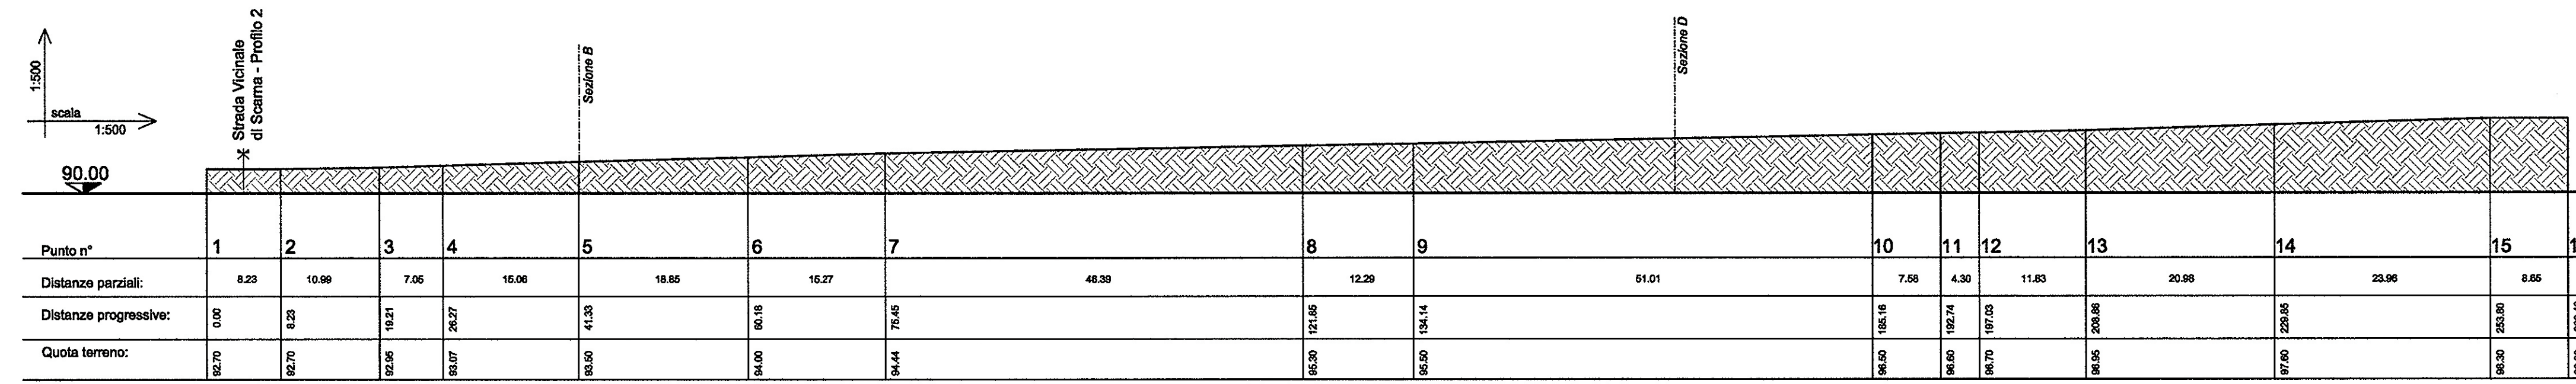 1:500
scala
1:500
Strada Vicinale
di Scarna - Profilo 2
Sezione B
Sezione D
90.00
Punto n° 1 2 3 4 5 6 7 8 9 10 11 12 13 14 15
Distanze parziali: 8.23 10.99 7.05 15.06 18.85 15.27 46.39 12.29 51.01 7.58 4.30 11.83 20.98 23.96 8.65
Distanze progressive: 0.00 8.23 19.21 26.27 41.33 60.18 75.45 121.85 134.14 185.16 192.74 197.03 208.86 229.85 253.80
Quota terreno: 92.70 92.70 92.95 93.07 93.50 94.00 94.44 95.30 95.50 96.50 96.60 96.70 96.95 97.60 98.30